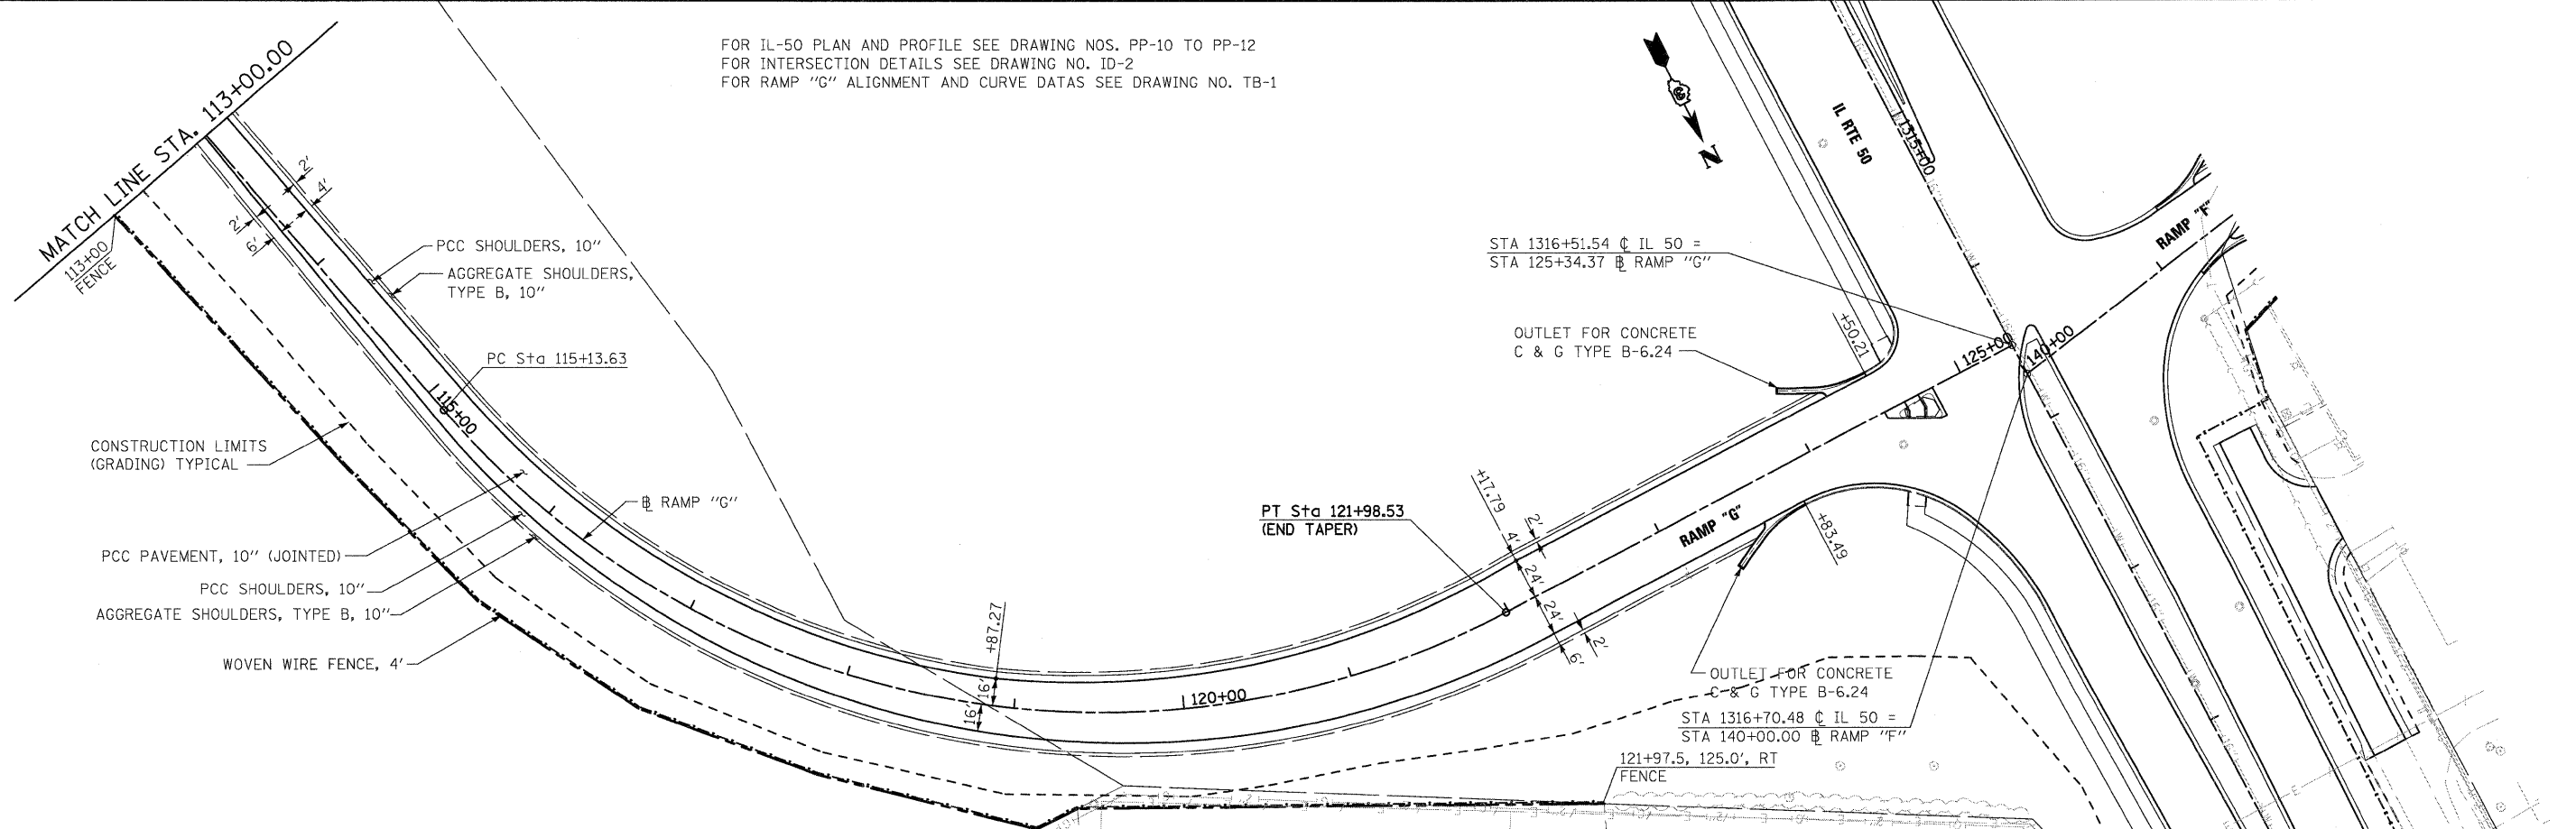 FOR IL-50 PLAN AND PROFILE SEE DRAWING NOS. PP-10 TO PP-12
FOR INTERSECTION DETAILS SEE DRAWING NO. ID-2
FOR RAMP "G" ALIGNMENT AND CURVE DATAS SEE DRAWING NO. TB-1
MATCH LINE STA. 113+00.00
113+00
FENCE
2'
4'
2'
6'
PCC SHOULDERS, 10"
AGGREGATE SHOULDERS,
TYPE B, 10"
PC Sta 115+13.63
115+00
CONSTRUCTION LIMITS
(GRADING) TYPICAL
PCC PAVEMENT, 10" (JOINTED)
PCC SHOULDERS, 10"
AGGREGATE SHOULDERS, TYPE B, 10"
WOVEN WIRE FENCE, 4'
℄ RAMP "G"
+87.27
16'
16'
120+00
PT Sta 121+98.53
(END TAPER)
+17.79
2'
4'
24'
24'
6'
2'
RAMP "G"
+83.49
N
IL RTE 50
1315+00
STA 1316+51.54 ℄ IL 50 =
STA 125+34.37 ℄ RAMP "G"
OUTLET FOR CONCRETE
C & G TYPE B-6.24
+50.21
125+00
140+00
RAMP "F"
OUTLET FOR CONCRETE
C & G TYPE B-6.24
STA 1316+70.48 ℄ IL 50 =
STA 140+00.00 ℄ RAMP "F"
121+97.5, 125.0', RT
FENCE